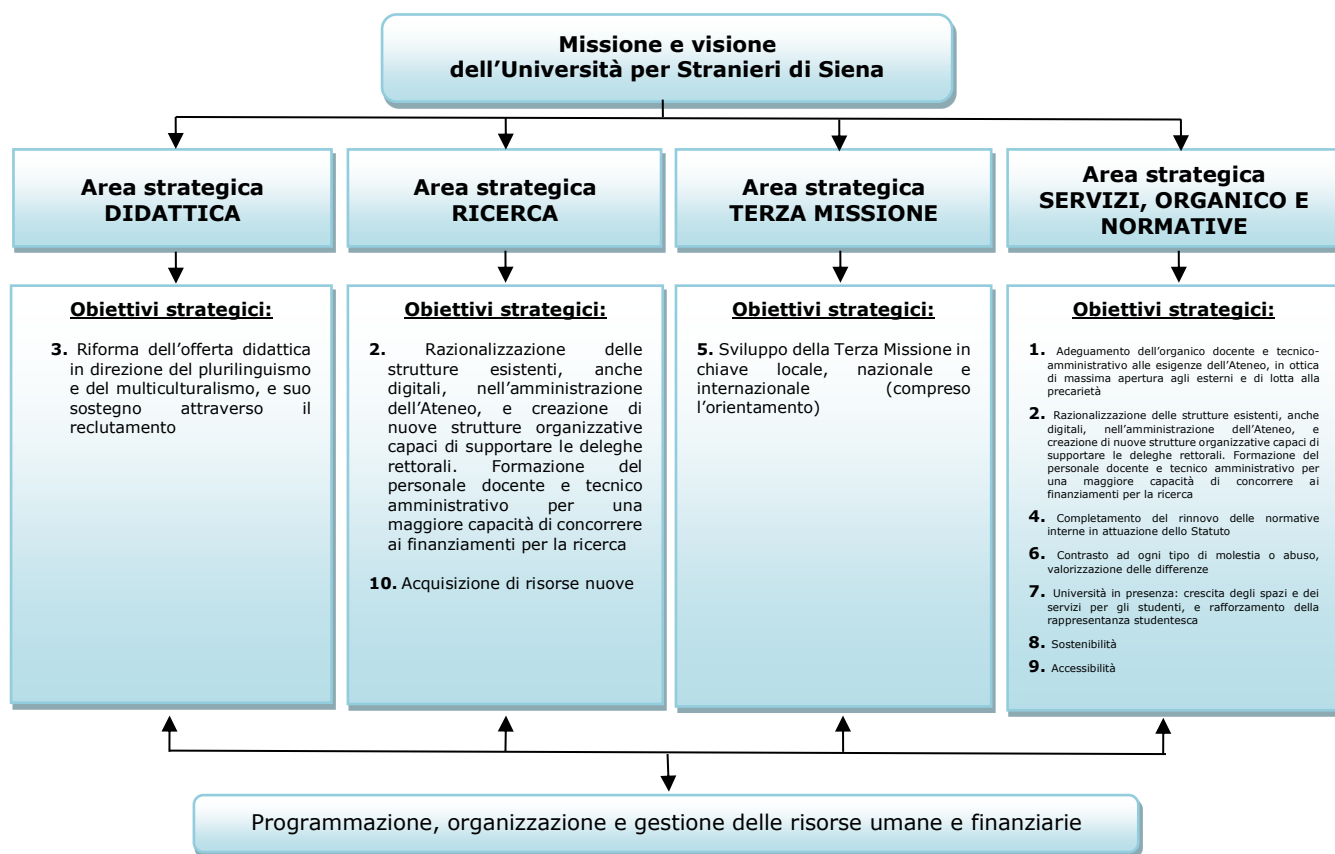 Missione e visione
dell’Università per Stranieri di Siena
Area strategica
DIDATTICA
Area strategica
RICERCA
Area strategica
TERZA MISSIONE
Area strategica
SERVIZI, ORGANICO E
NORMATIVE
Obiettivi strategici:
3. Riforma dell’offerta didattica
in direzione del plurilinguismo
e del multiculturalismo, e suo
sostegno attraverso il
reclutamento
Obiettivi strategici:
2. Razionalizzazione delle
strutture esistenti, anche
digitali, nell’amministrazione
dell’Ateneo, e creazione di
nuove strutture organizzative
capaci di supportare le deleghe
rettorali. Formazione del
personale docente e tecnico
amministrativo per una
maggiore capacità di concorrere
ai finanziamenti per la ricerca
10. Acquisizione di risorse nuove
Obiettivi strategici:
5. Sviluppo della Terza Missione in
chiave locale, nazionale e
internazionale (compreso
l’orientamento)
Obiettivi strategici:
1. Adeguamento dell’organico docente e tecnico-
amministrativo alle esigenze dell’Ateneo, in ottica
di massima apertura agli esterni e di lotta alla
precarietà
2. Razionalizzazione delle strutture esistenti, anche
digitali, nell’amministrazione dell’Ateneo, e
creazione di nuove strutture organizzative capaci di
supportare le deleghe rettorali. Formazione del
personale docente e tecnico amministrativo per
una maggiore capacità di concorrere ai
finanziamenti per la ricerca
4. Completamento del rinnovo delle normative
interne in attuazione dello Statuto
6. Contrasto ad ogni tipo di molestia o abuso,
valorizzazione delle differenze
7. Università in presenza: crescita degli spazi e dei
servizi per gli studenti, e rafforzamento della
rappresentanza studentesca
8. Sostenibilità
9. Accessibilità
Programmazione, organizzazione e gestione delle risorse umane e finanziarie